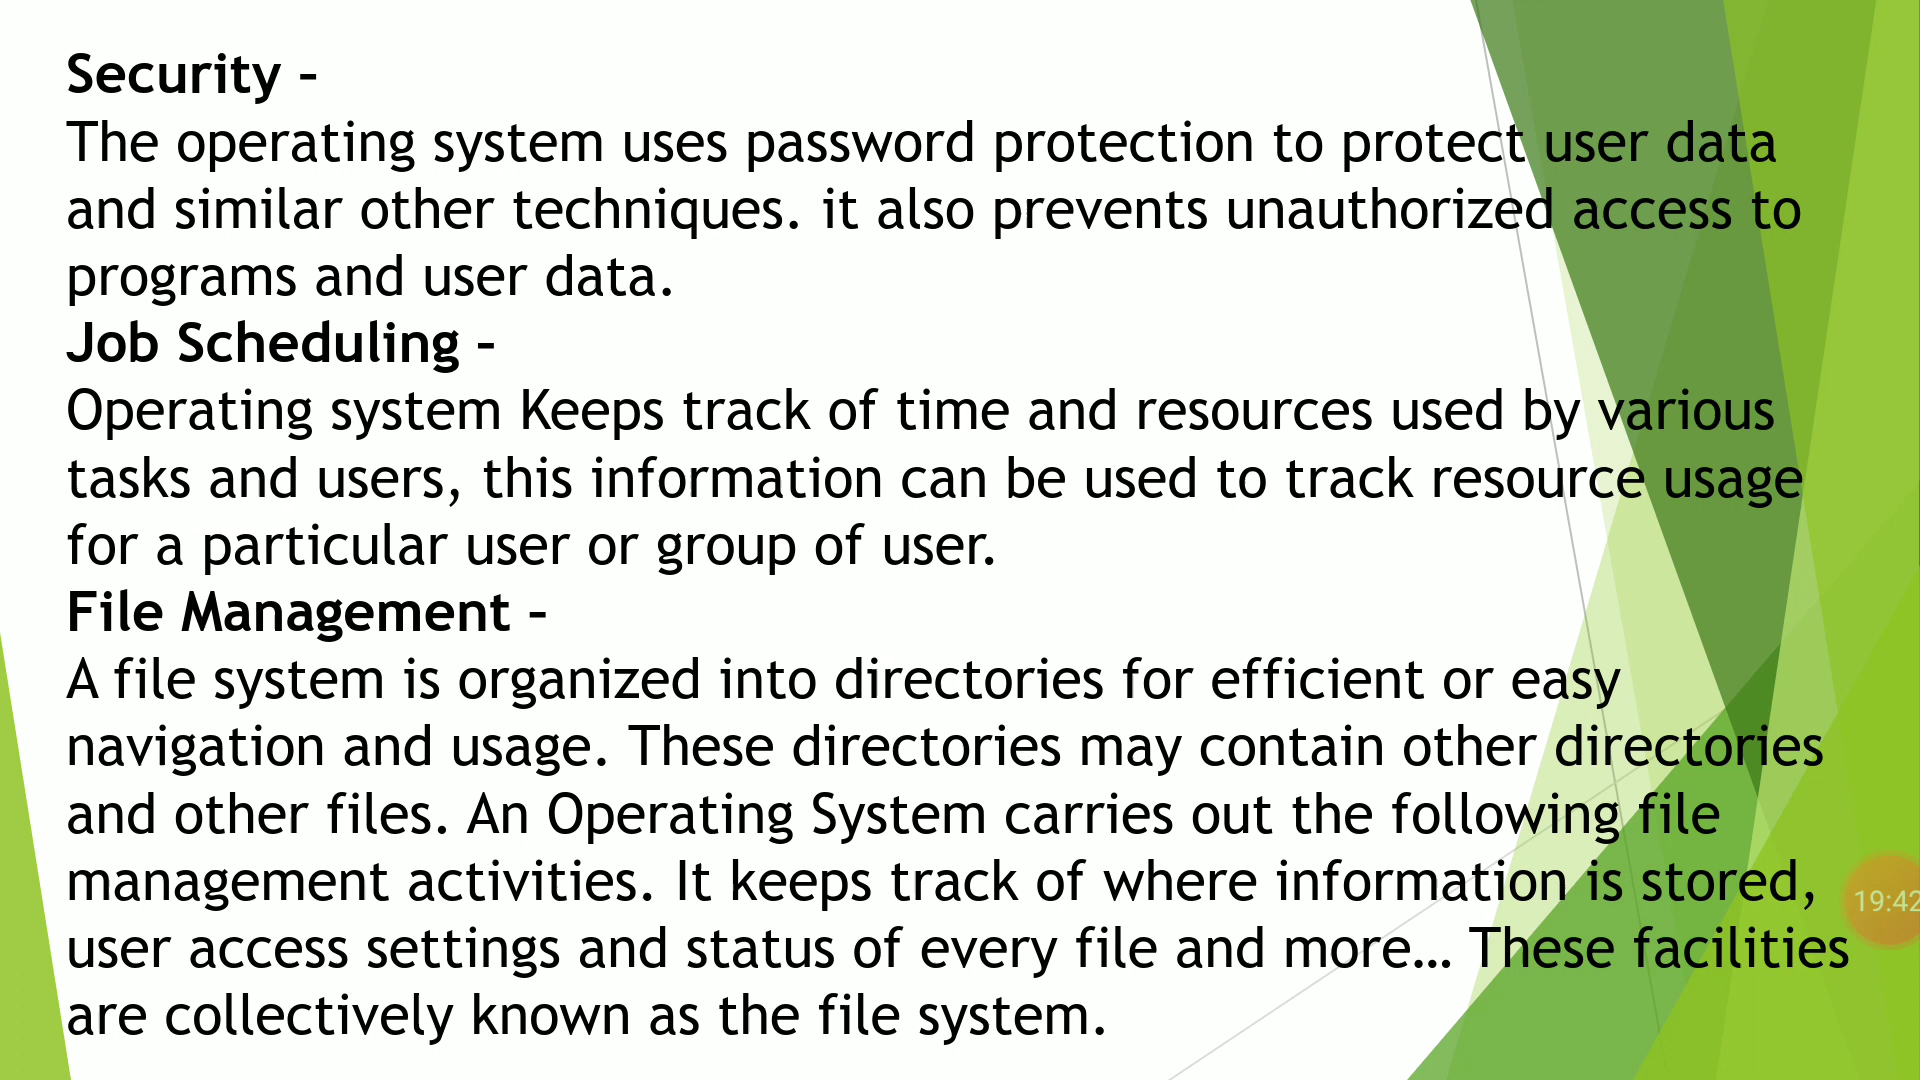 Security –
The operating system uses password protection to protect user data
and similar other techniques. it also prevents unauthorized access to
programs and user data.
Job Scheduling –
Operating system Keeps track of time and resources used by various
tasks and users, this information can be used to track resource usage
for a particular user or group of user.
File Management –
A file system is organized into directories for efficient or easy
navigation and usage. These directories may contain other directories
and other files. An Operating System carries out the following file
management activities. It keeps track of where information is stored,
user access settings and status of every file and more… These facilities
are collectively known as the file system.
19:42